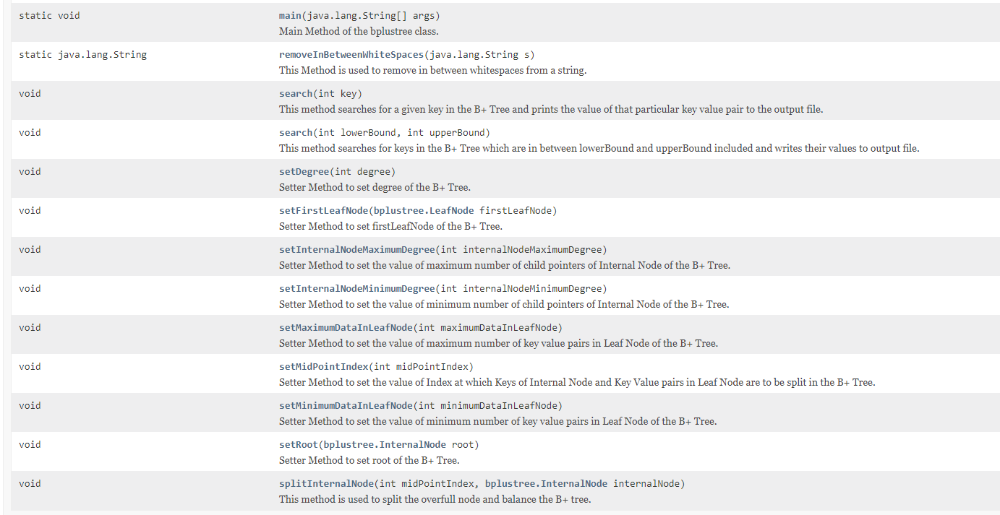 static void main(java.lang.String[] args)
Main Method of the bplustree class.
static java.lang.String removeInBetweenWhiteSpaces(java.lang.String s)
This Method is used to remove in between whitespaces from a string.
void search(int key)
This method searches for a given key in the B+ Tree and prints the value of that particular key value pair to the output file.
void search(int lowerBound, int upperBound)
This method searches for keys in the B+ Tree which are in between lowerBound and upperBound included and writes their values to output file.
void setDegree(int degree)
Setter Method to set degree of the B+ Tree.
void setFirstLeafNode(bplustree.LeafNode firstLeafNode)
Setter Method to set firstLeafNode of the B+ Tree.
void setInternalNodeMaximumDegree(int internalNodeMaximumDegree)
Setter Method to set the value of maximum number of child pointers of Internal Node of the B+ Tree.
void setInternalNodeMinimumDegree(int internalNodeMinimumDegree)
Setter Method to set the value of minimum number of child pointers of Internal Node of the B+ Tree.
void setMaximumDataInLeafNode(int maximumDataInLeafNode)
Setter Method to set the value of maximum number of key value pairs in Leaf Node of the B+ Tree.
void setMidPointIndex(int midPointIndex)
Setter Method to set the value of Index at which Keys of Internal Node and Key Value pairs in Leaf Node are to be split in the B+ Tree.
void setMinimumDataInLeafNode(int minimumDataInLeafNode)
Setter Method to set the value of minimum number of key value pairs in Leaf Node of the B+ Tree.
void setRoot(bplustree.InternalNode root)
Setter Method to set root of the B+ Tree.
void splitInternalNode(int midPointIndex, bplustree.InternalNode internalNode)
This method is used to split the overfull node and balance the B+ tree.